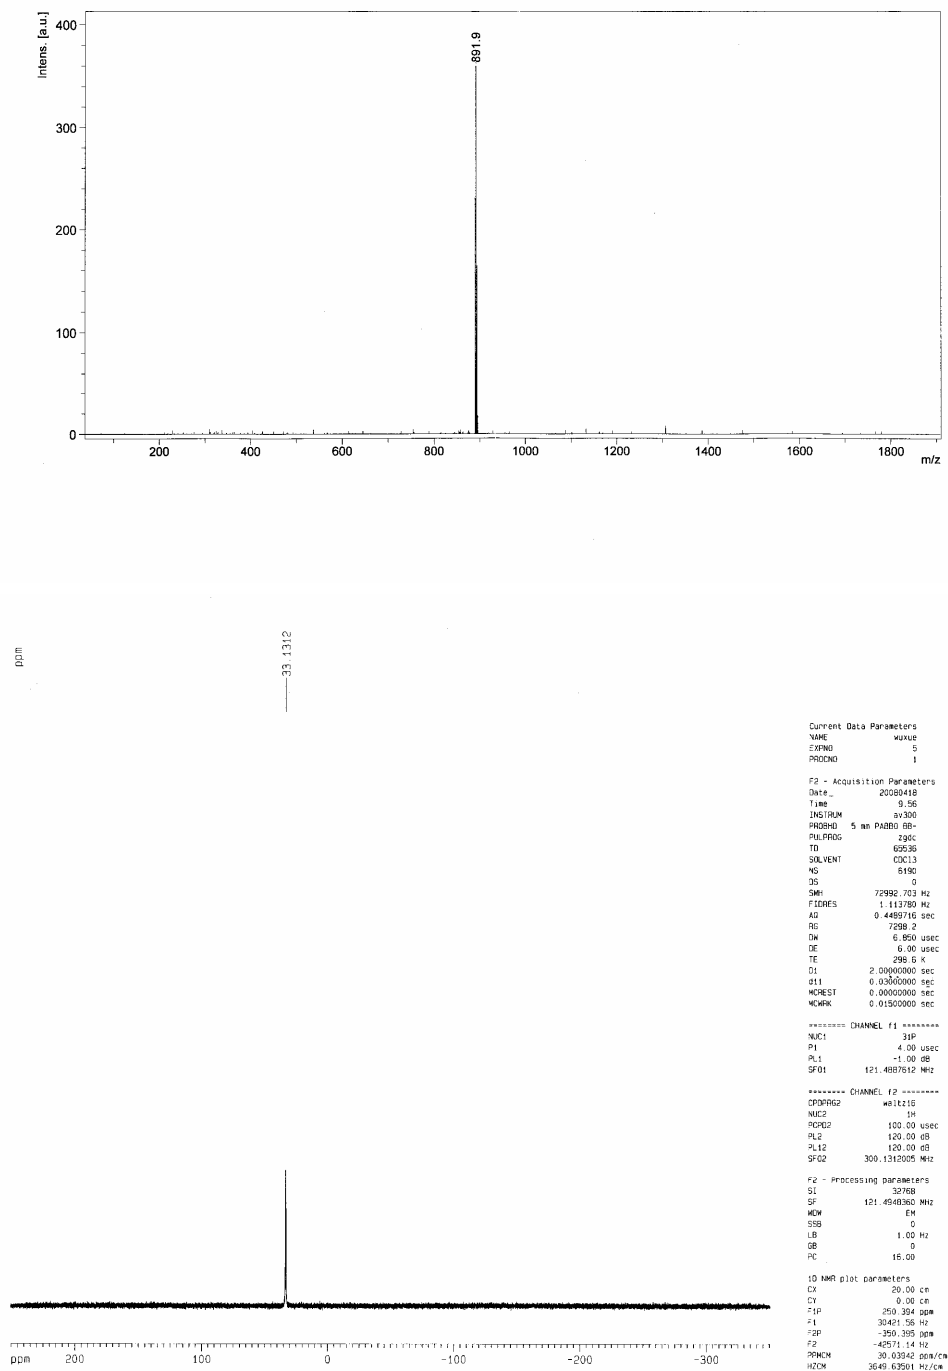 Intens. [a.u.]
400
300
200
100
0
891.9
200 400 600 800 1000 1200 1400 1600 1800
m/z
ppm
33.1312
Current Data Parameters
NAME wuxue
EXPNO 5
PROCNO 1
F2 - Acquisition Parameters
Date_ 20080418
Time 9.56
INSTRUM av300
PROBHD 5 mm PABBO BB-
PULPROG zgdc
TD 65536
SOLVENT CDCl3
NS 6190
DS 0
SWH 72992.703 Hz
FIDRES 1.113780 Hz
AQ 0.4489716 sec
RG 7298.2
DW 6.850 usec
DE 6.00 usec
TE 298.6 K
D1 2.00000000 sec
d11 0.03000000 sec
MCREST 0.00000000 sec
MCWRK 0.01500000 sec
======== CHANNEL f1 ========
NUC1 31P
P1 4.00 usec
PL1 -1.00 dB
SFO1 121.4887612 MHz
======== CHANNEL f2 ========
CPDPRG2 waltz16
NUC2 1H
PCPD2 100.00 usec
PL2 120.00 dB
PL12 120.00 dB
SFO2 300.1312005 MHz
F2 - Processing parameters
SI 32768
SF 121.4948360 MHz
WDW EM
SSB 0
LB 1.00 Hz
GB 0
PC 16.00
1D NMR plot parameters
CX 20.00 cm
CY 0.00 cm
F1P 250.394 ppm
F1 30421.56 Hz
F2P -350.395 ppm
F2 -42571.14 Hz
PPMCM 30.03942 ppm/cm
HZCM 3649.63501 Hz/cm
ppm 200 100 0 -100 -200 -300